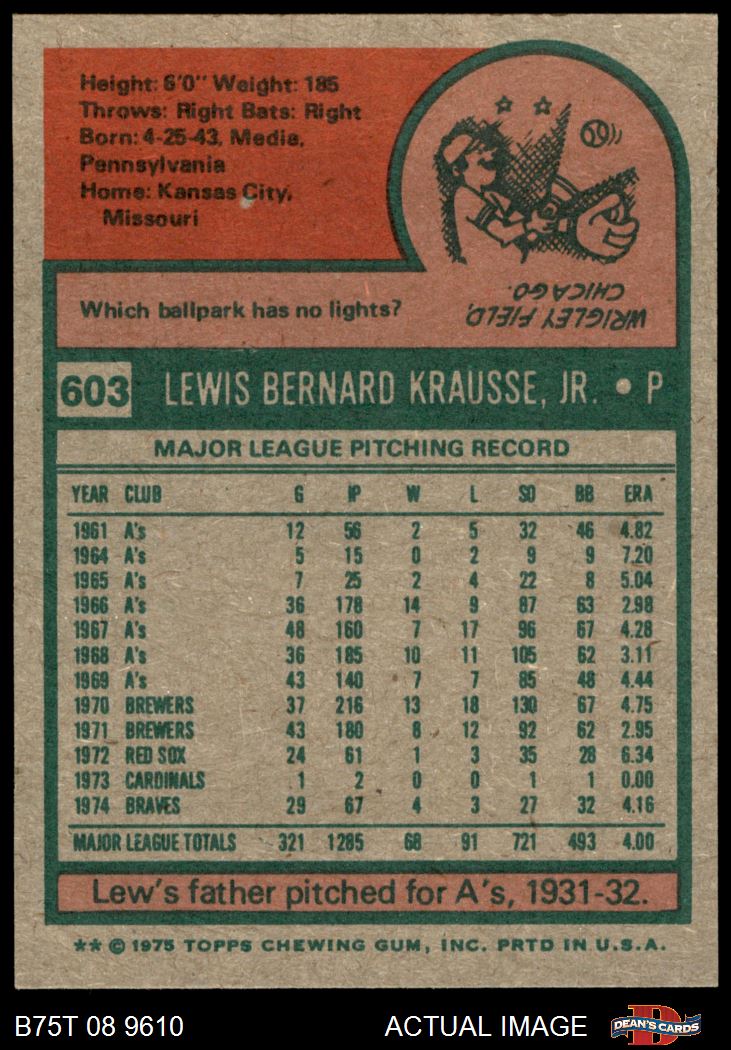 Height: 6'0" Weight: 185
Throws: Right Bats: Right
Born: 4-25-43, Media,
Pennsylvania
Home: Kansas City,
Missouri
Which ballpark has no lights?
WRIGLEY FIELD,
CHICAGO.
603 LEWIS BERNARD KRAUSSE, JR. • P
MAJOR LEAGUE PITCHING RECORD
YEAR CLUB G IP W L SO BB ERA
1961 A's 12 56 2 5 32 46 4.82
1964 A's 5 15 0 2 9 9 7.20
1965 A's 7 25 2 4 22 8 5.04
1966 A's 36 178 14 9 87 63 2.98
1967 A's 48 160 7 17 96 67 4.28
1968 A's 36 185 10 11 105 62 3.11
1969 A's 43 140 7 7 85 48 4.44
1970 BREWERS 37 216 13 18 130 67 4.75
1971 BREWERS 43 180 8 12 92 62 2.95
1972 RED SOX 24 61 1 3 35 28 6.34
1973 CARDINALS 1 2 0 0 1 1 0.00
1974 BRAVES 29 67 4 3 27 32 4.16
MAJOR LEAGUE TOTALS 321 1285 68 91 721 493 4.00
Lew's father pitched for A's, 1931-32.
** © 1975 TOPPS CHEWING GUM, INC. PRTD IN U.S.A.
B75T 08 9610 ACTUAL IMAGE D DEAN'S CARDS